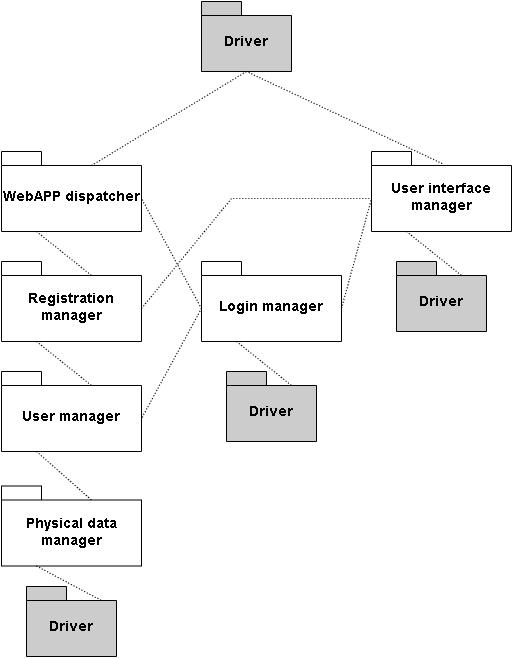 Driver
WebAPP dispatcher
User interface
manager
Registration
manager
Login manager
Driver
User manager
Driver
Physical data
manager
Driver